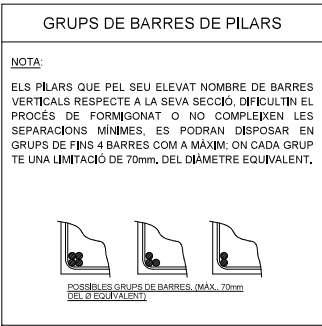 GRUPS DE BARRES DE PILARS
NOTA:
ELS PILARS QUE PEL SEU ELEVAT NOMBRE DE BARRES
VERTICALS RESPECTE A LA SEVA SECCIÓ, DIFICULTIN EL
PROCÉS DE FORMIGONAT O NO COMPLEIXEN LES
SEPARACIONS MÍNIMES, ES PODRAN DISPOSAR EN
GRUPS DE FINS 4 BARRES COM A MÀXIM; ON CADA GRUP
TE UNA LIMITACIÓ DE 70mm. DEL DIÀMETRE EQUIVALENT.
POSSIBLES GRUPS DE BARRES. (MÀX.. 70mm
DEL Ø EQUIVALENT)